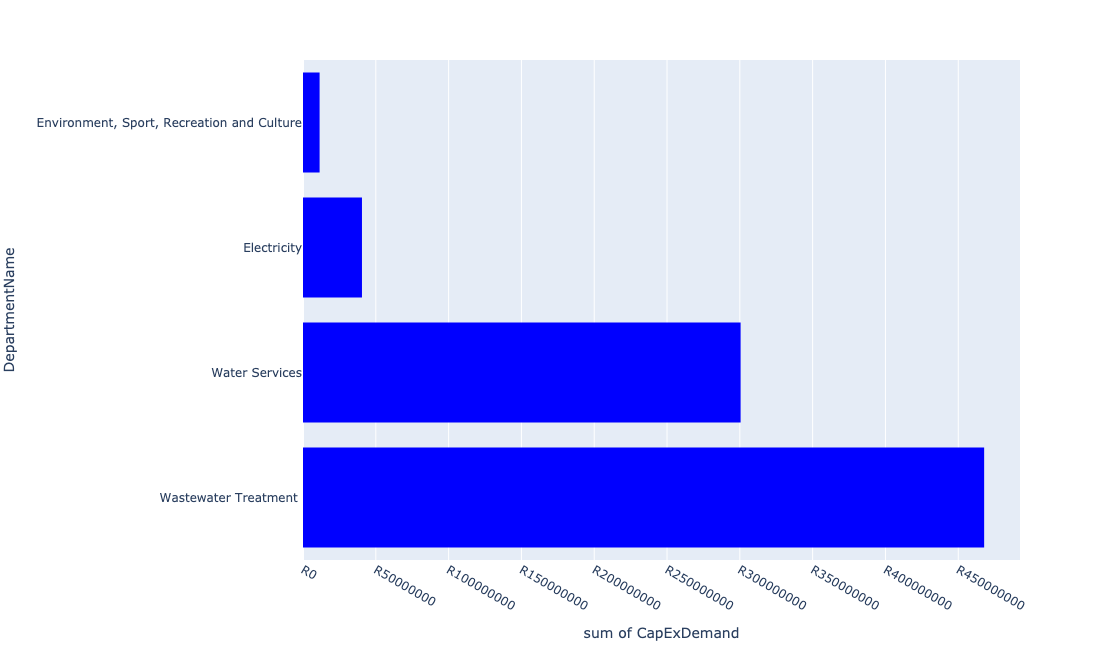 Environment, Sport, Recreation and Culture
Electricity
Water Services
Wastewater Treatment
DepartmentName
R0
R50000000
R100000000
R150000000
R200000000
R250000000
R300000000
R350000000
R400000000
R450000000
sum of CapExDemand